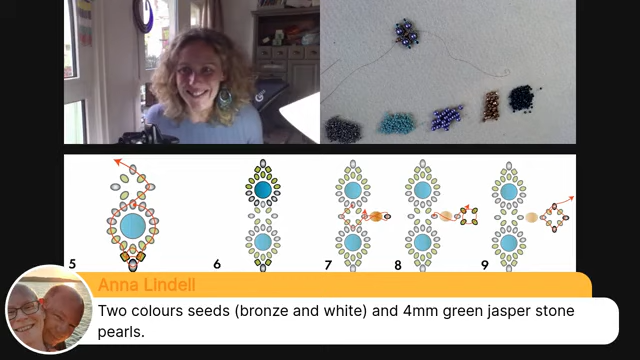 5
6
7
8
9
Anna Lindell
Two colours seeds (bronze and white) and 4mm green jasper stone
pearls.